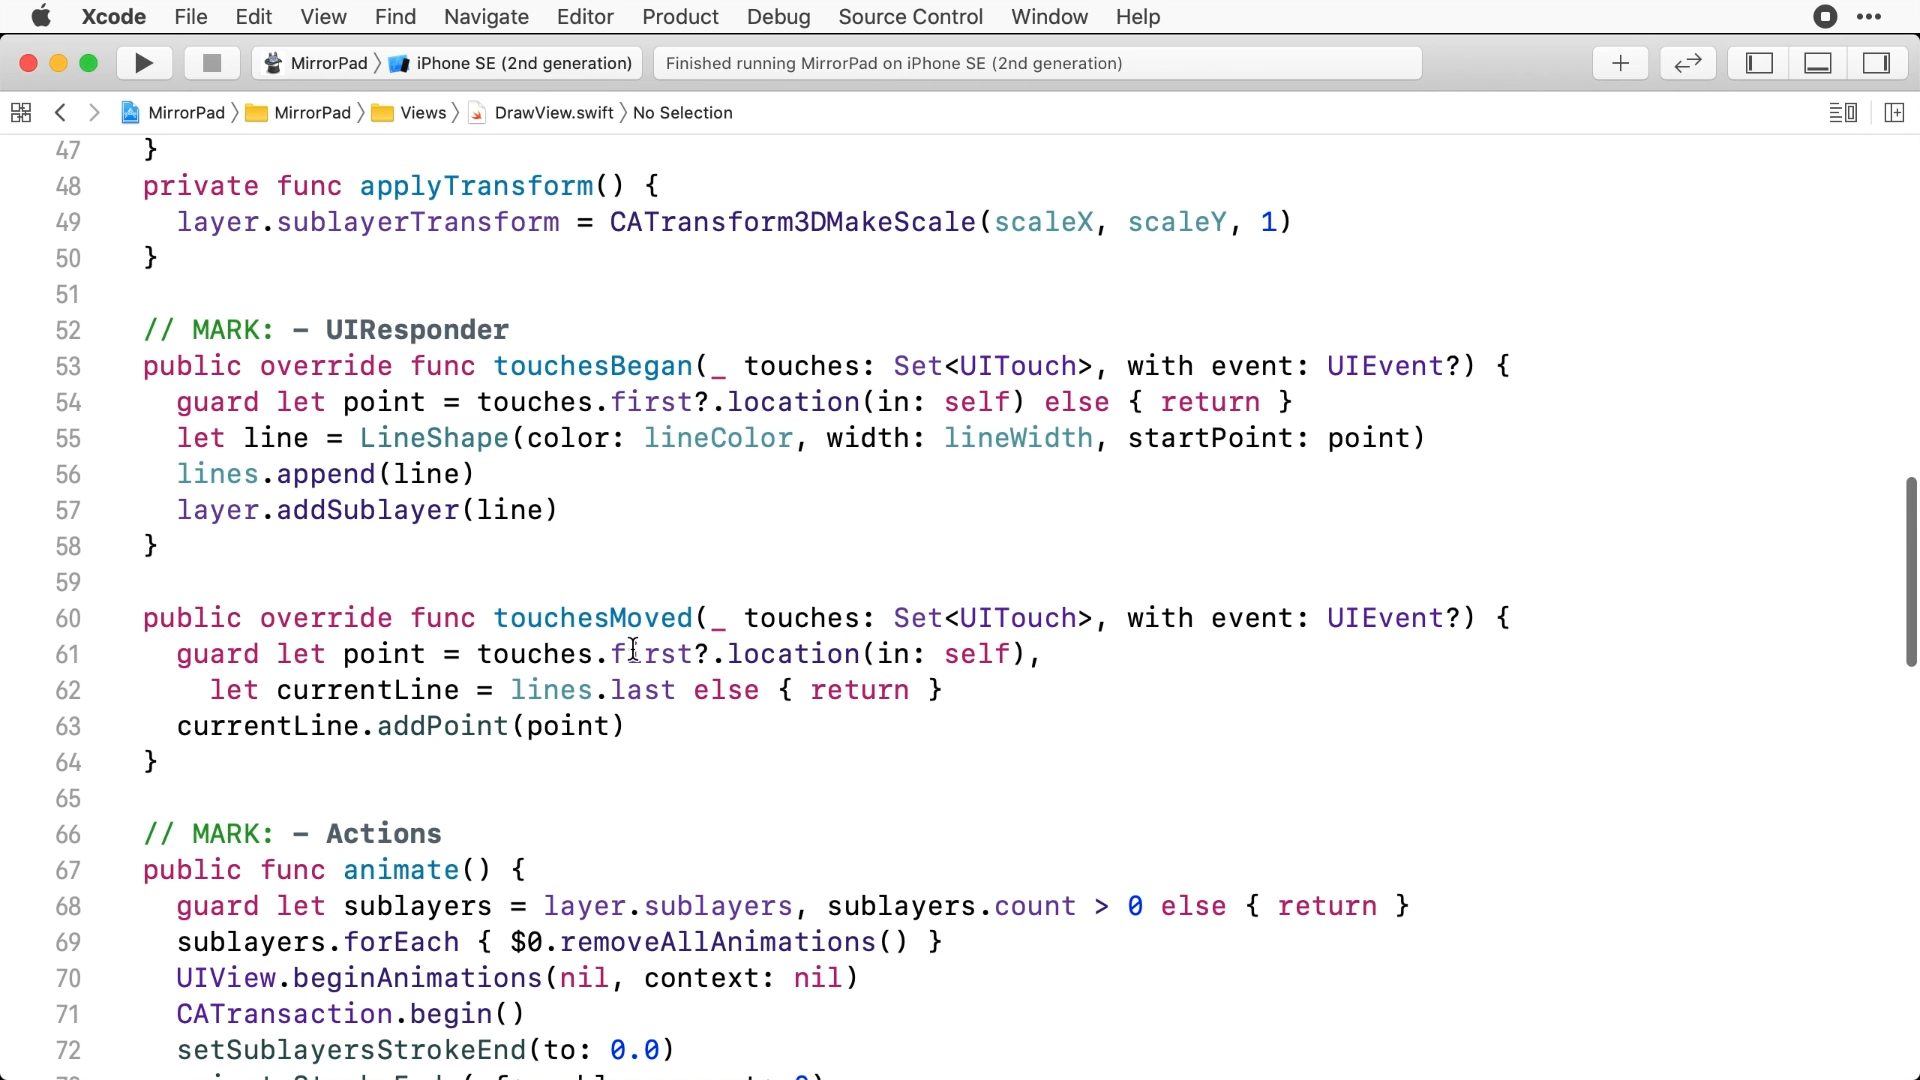 Xcode File Edit View Find Navigate Editor Product Debug Source Control Window Help
MirrorPad 〉 iPhone SE (2nd generation) Finished running MirrorPad on iPhone SE (2nd generation)
MirrorPad 〉 MirrorPad 〉 Views 〉 DrawView.swift 〉 No Selection
47 }
48 private func applyTransform() {
49 layer.sublayerTransform = CATransform3DMakeScale(scaleX, scaleY, 1)
50 }
51
52 // MARK: - UIResponder
53 public override func touchesBegan(_ touches: Set<UITouch>, with event: UIEvent?) {
54 guard let point = touches.first?.location(in: self) else { return }
55 let line = LineShape(color: lineColor, width: lineWidth, startPoint: point)
56 lines.append(line)
57 layer.addSublayer(line)
58 }
59
60 public override func touchesMoved(_ touches: Set<UITouch>, with event: UIEvent?) {
61 guard let point = touches.first?.location(in: self),
62 let currentLine = lines.last else { return }
63 currentLine.addPoint(point)
64 }
65
66 // MARK: - Actions
67 public func animate() {
68 guard let sublayers = layer.sublayers, sublayers.count > 0 else { return }
69 sublayers.forEach { $0.removeAllAnimations() }
70 UIView.beginAnimations(nil, context: nil)
71 CATransaction.begin()
72 setSublayersStrokeEnd(to: 0.0)